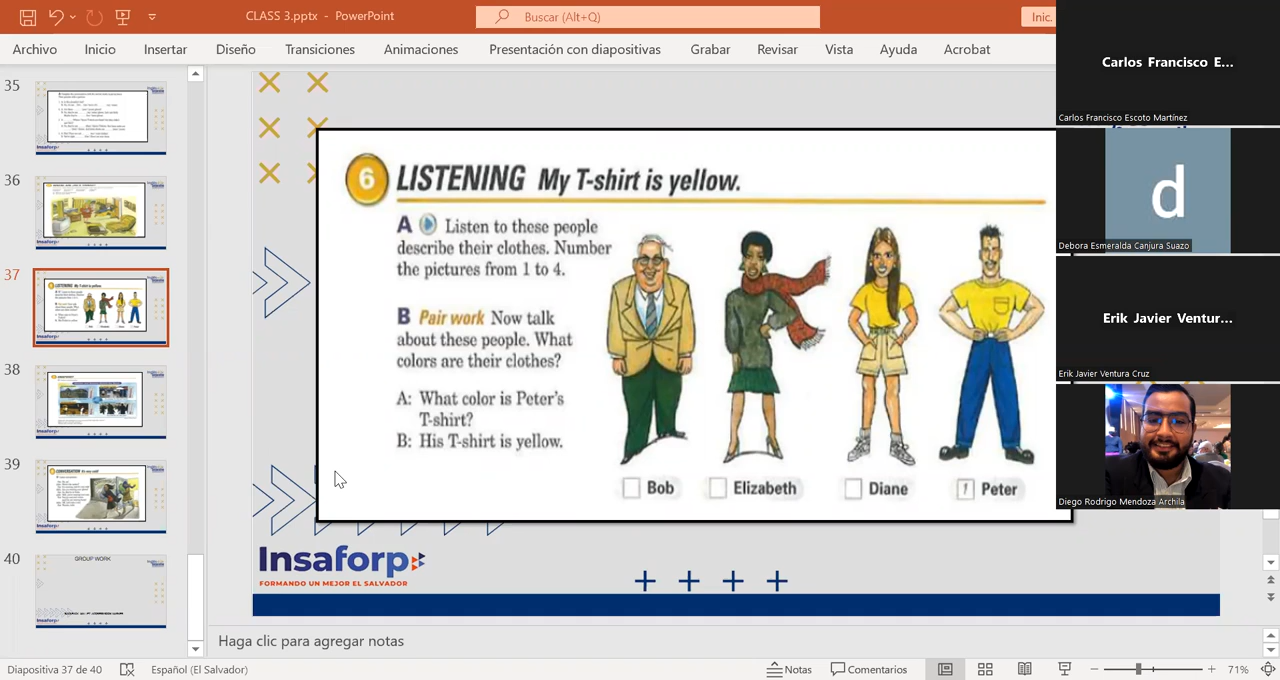 CLASS 3.pptx - PowerPoint
Buscar (Alt+Q)
Inic.
Archivo Inicio Insertar Diseño Transiciones Animaciones Presentación con diapositivas Grabar Revisar Vista Ayuda Acrobat
35
36
37
38
39
40
GROUP WORK
6 LISTENING My T-shirt is yellow.
A Listen to these people
describe their clothes. Number
the pictures from 1 to 4.
B Pair work Now talk
about these people. What
colors are their clothes?
A: What color is Peter's
T-shirt?
B: His T-shirt is yellow.
Bob Elizabeth Diane 1 Peter
Insaforp
FORMANDO UN MEJOR EL SALVADOR
Carlos Francisco E...
Carlos Francisco Escoto Martínez
d
Debora Esmeralda Canjura Suazo
Erik Javier Ventur...
Erik Javier Ventura Cruz
Diego Rodrigo Mendoza Archila
Haga clic para agregar notas
Diapositiva 37 de 40 Español (El Salvador) Notas Comentarios 71%